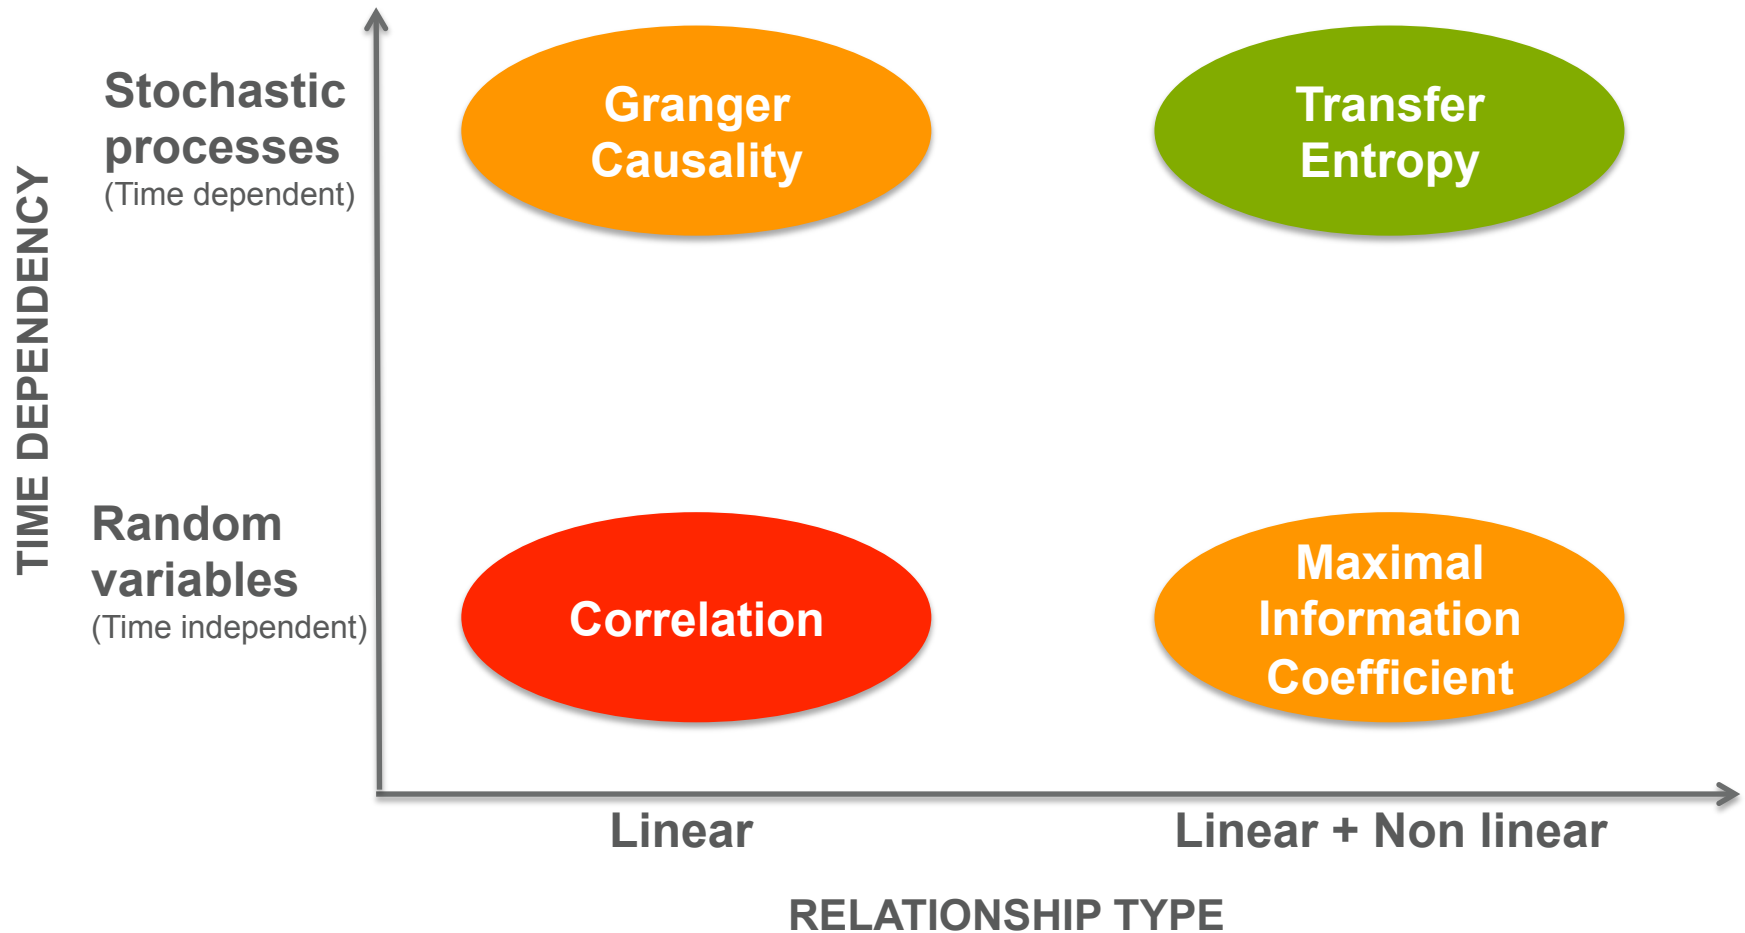 TIME DEPENDENCY
Stochastic
processes
(Time dependent)
Granger
Causality
Transfer
Entropy
Random
variables
(Time independent)
Correlation
Maximal
Information
Coefficient
Linear
Linear + Non linear
RELATIONSHIP TYPE